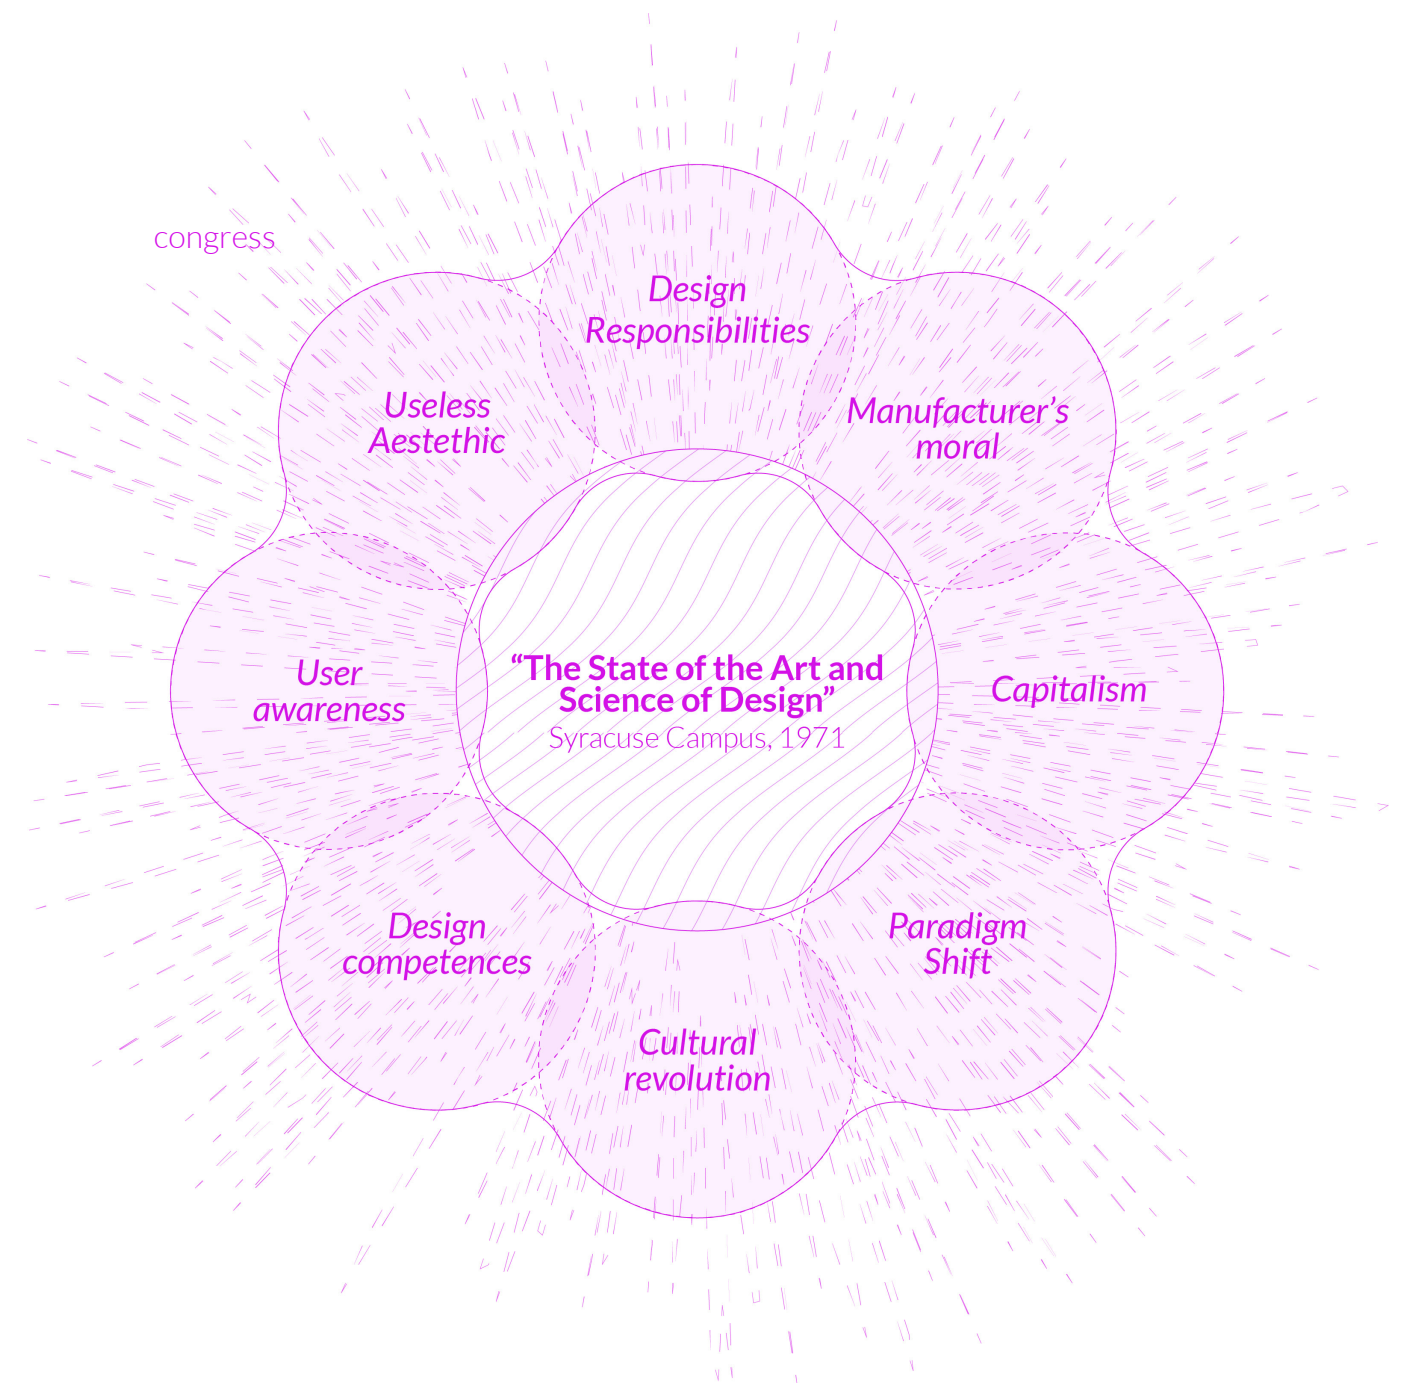 congress
Design
Responsibilities
Useless
Aestethic
Manufacturer’s
moral
User
awareness
“The State of the Art and
Science of Design”
Syracuse Campus, 1971
Capitalism
Design
competences
Paradigm
Shift
Cultural
revolution